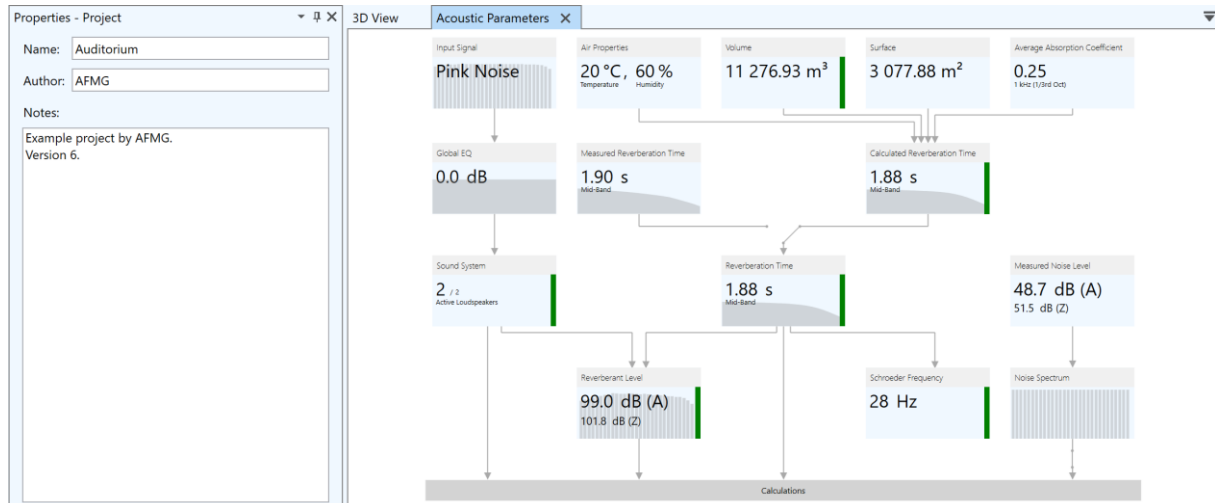 Properties - Project
Name: Auditorium
Author: AFMG
Notes:
Example project by AFMG.
Version 6.
3D View
Acoustic Parameters
Input Signal
Pink Noise
Air Properties
20 °C, 60 %
Temperature Humidity
Volume
11 276.93 m³
Surface
3 077.88 m²
Average Absorption Coefficient
0.25
1 kHz (1/3rd Oct)
Global EQ
0.0 dB
Measured Reverberation Time
1.90 s
Mid-Band
Calculated Reverberation Time
1.88 s
Mid-Band
Sound System
2 / 2
Active Loudspeakers
Reverberation Time
1.88 s
Mid-Band
Measured Noise Level
48.7 dB (A)
51.5 dB (Z)
Reverberant Level
99.0 dB (A)
101.8 dB (Z)
Schroeder Frequency
28 Hz
Noise Spectrum
Calculations